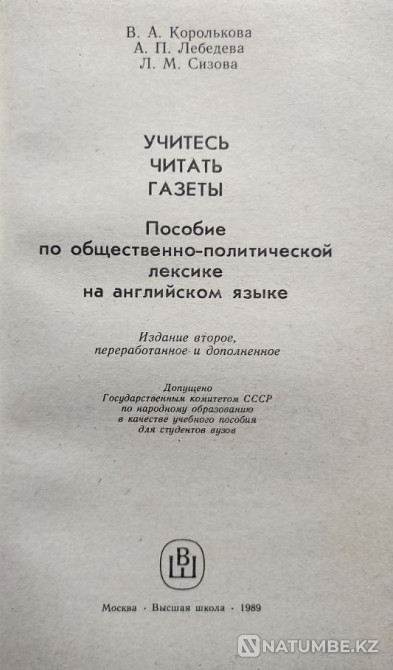 В. А. Королькова
А. П. Лебедева
Л. М. Сизова
УЧИТЕСЬ
ЧИТАТЬ
ГАЗЕТЫ
Пособие
по общественно-политической
лексике
на английском языке
Издание второе,
переработанное и дополненное
Допущено
Государственным комитетом СССР
по народному образованию
в качестве учебного пособия
для студентов вузов
ВШ
Москва · Высшая школа · 1989
NATUMBE.KZ